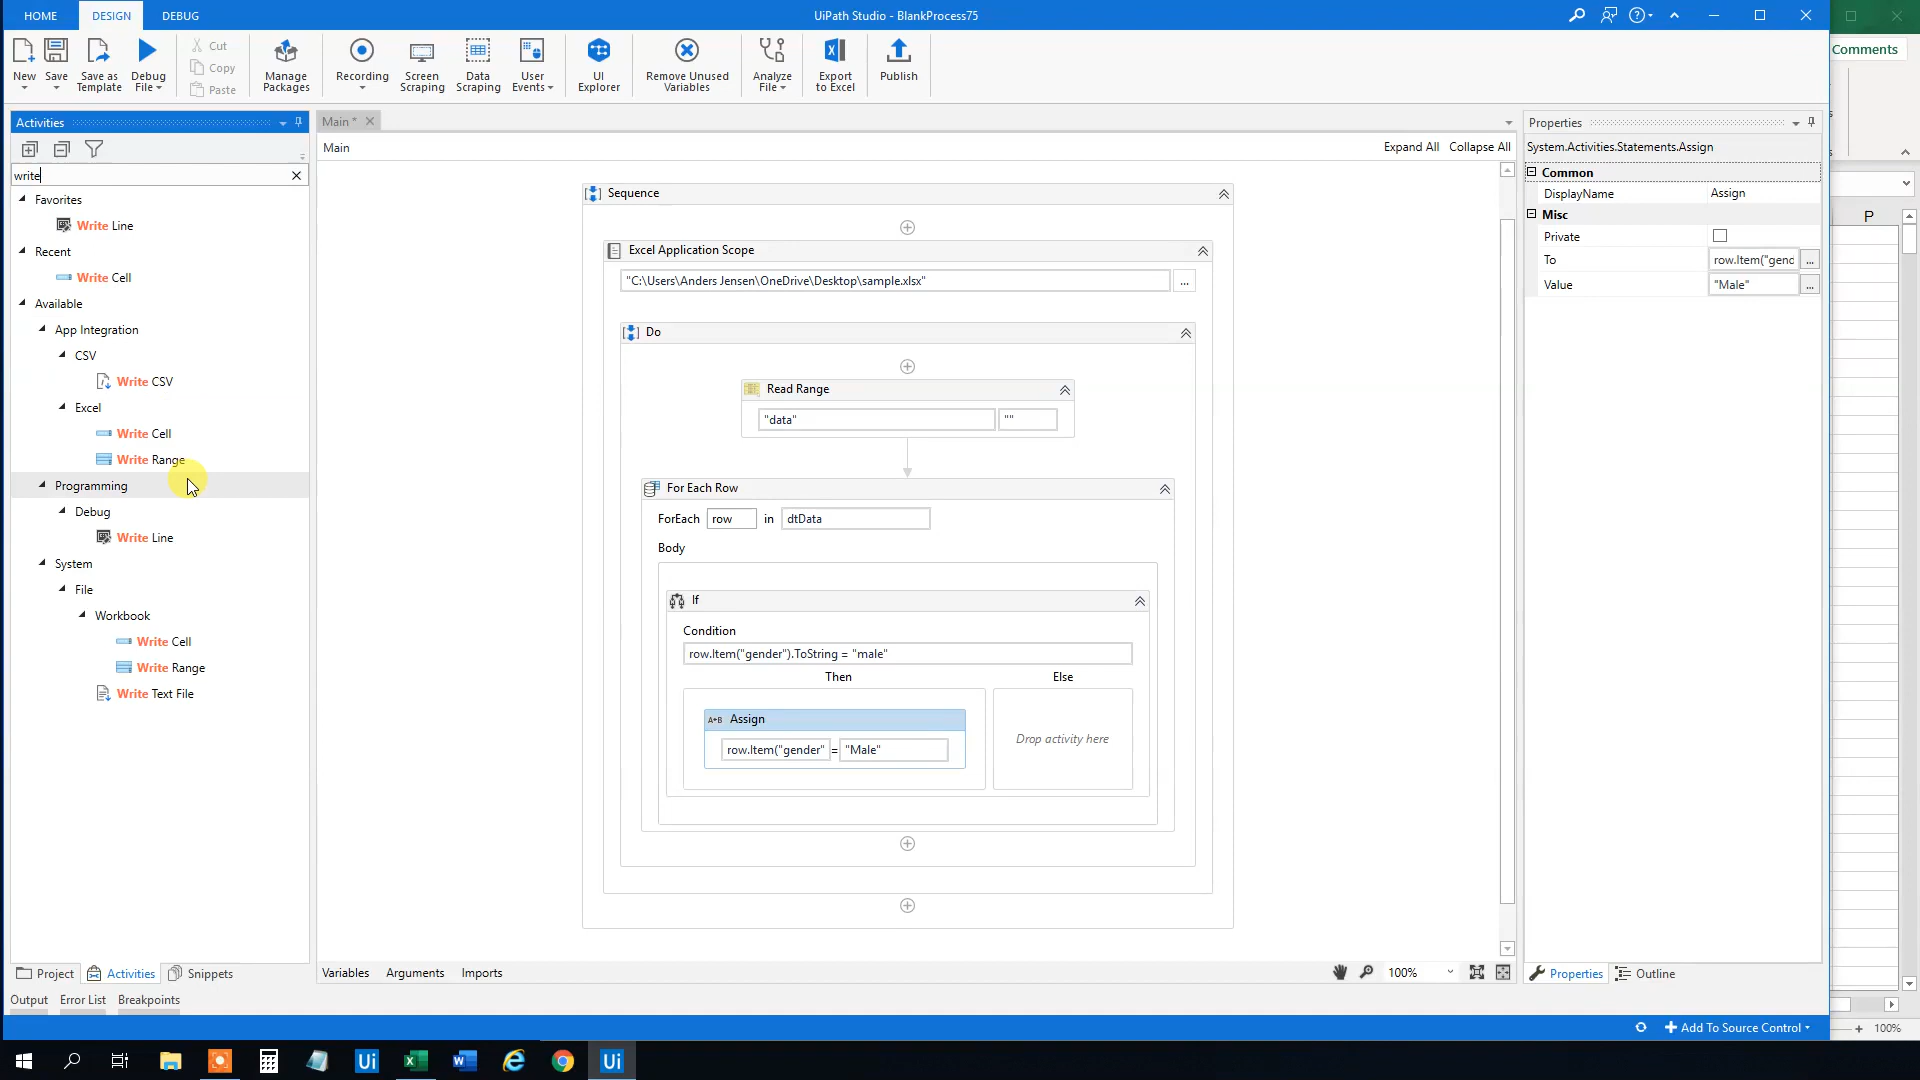 HOME DESIGN DEBUG UiPath Studio - BlankProcess75
Comments
New Save Save as Template Debug File Cut Copy Paste Manage Packages Recording Screen Scraping Data Scraping User Events UI Explorer Remove Unused Variables Analyze File Export to Excel Publish
Activities
Main *
Properties
Main
Expand All Collapse All
System.Activities.Statements.Assign
write
Common
DisplayName Assign
Misc
Private
To row.Item("gend ...
Value "Male" ...
P
Favorites
Write Line
Recent
Write Cell
Available
App Integration
CSV
Write CSV
Excel
Write Cell
Write Range
Programming
Debug
Write Line
System
File
Workbook
Write Cell
Write Range
Write Text File
Sequence
Excel Application Scope
"C:\Users\Anders Jensen\OneDrive\Desktop\sample.xlsx" ...
Do
Read Range
"data" ""
For Each Row
ForEach row in dtData
Body
If
Condition
row.Item("gender").ToString = "male"
Then Else
A+B Assign
row.Item("gender" = "Male"
Drop activity here
Project Activities Snippets
Variables Arguments Imports
100%
Properties Outline
Output Error List Breakpoints
Add To Source Control
100%
Ui
Ui